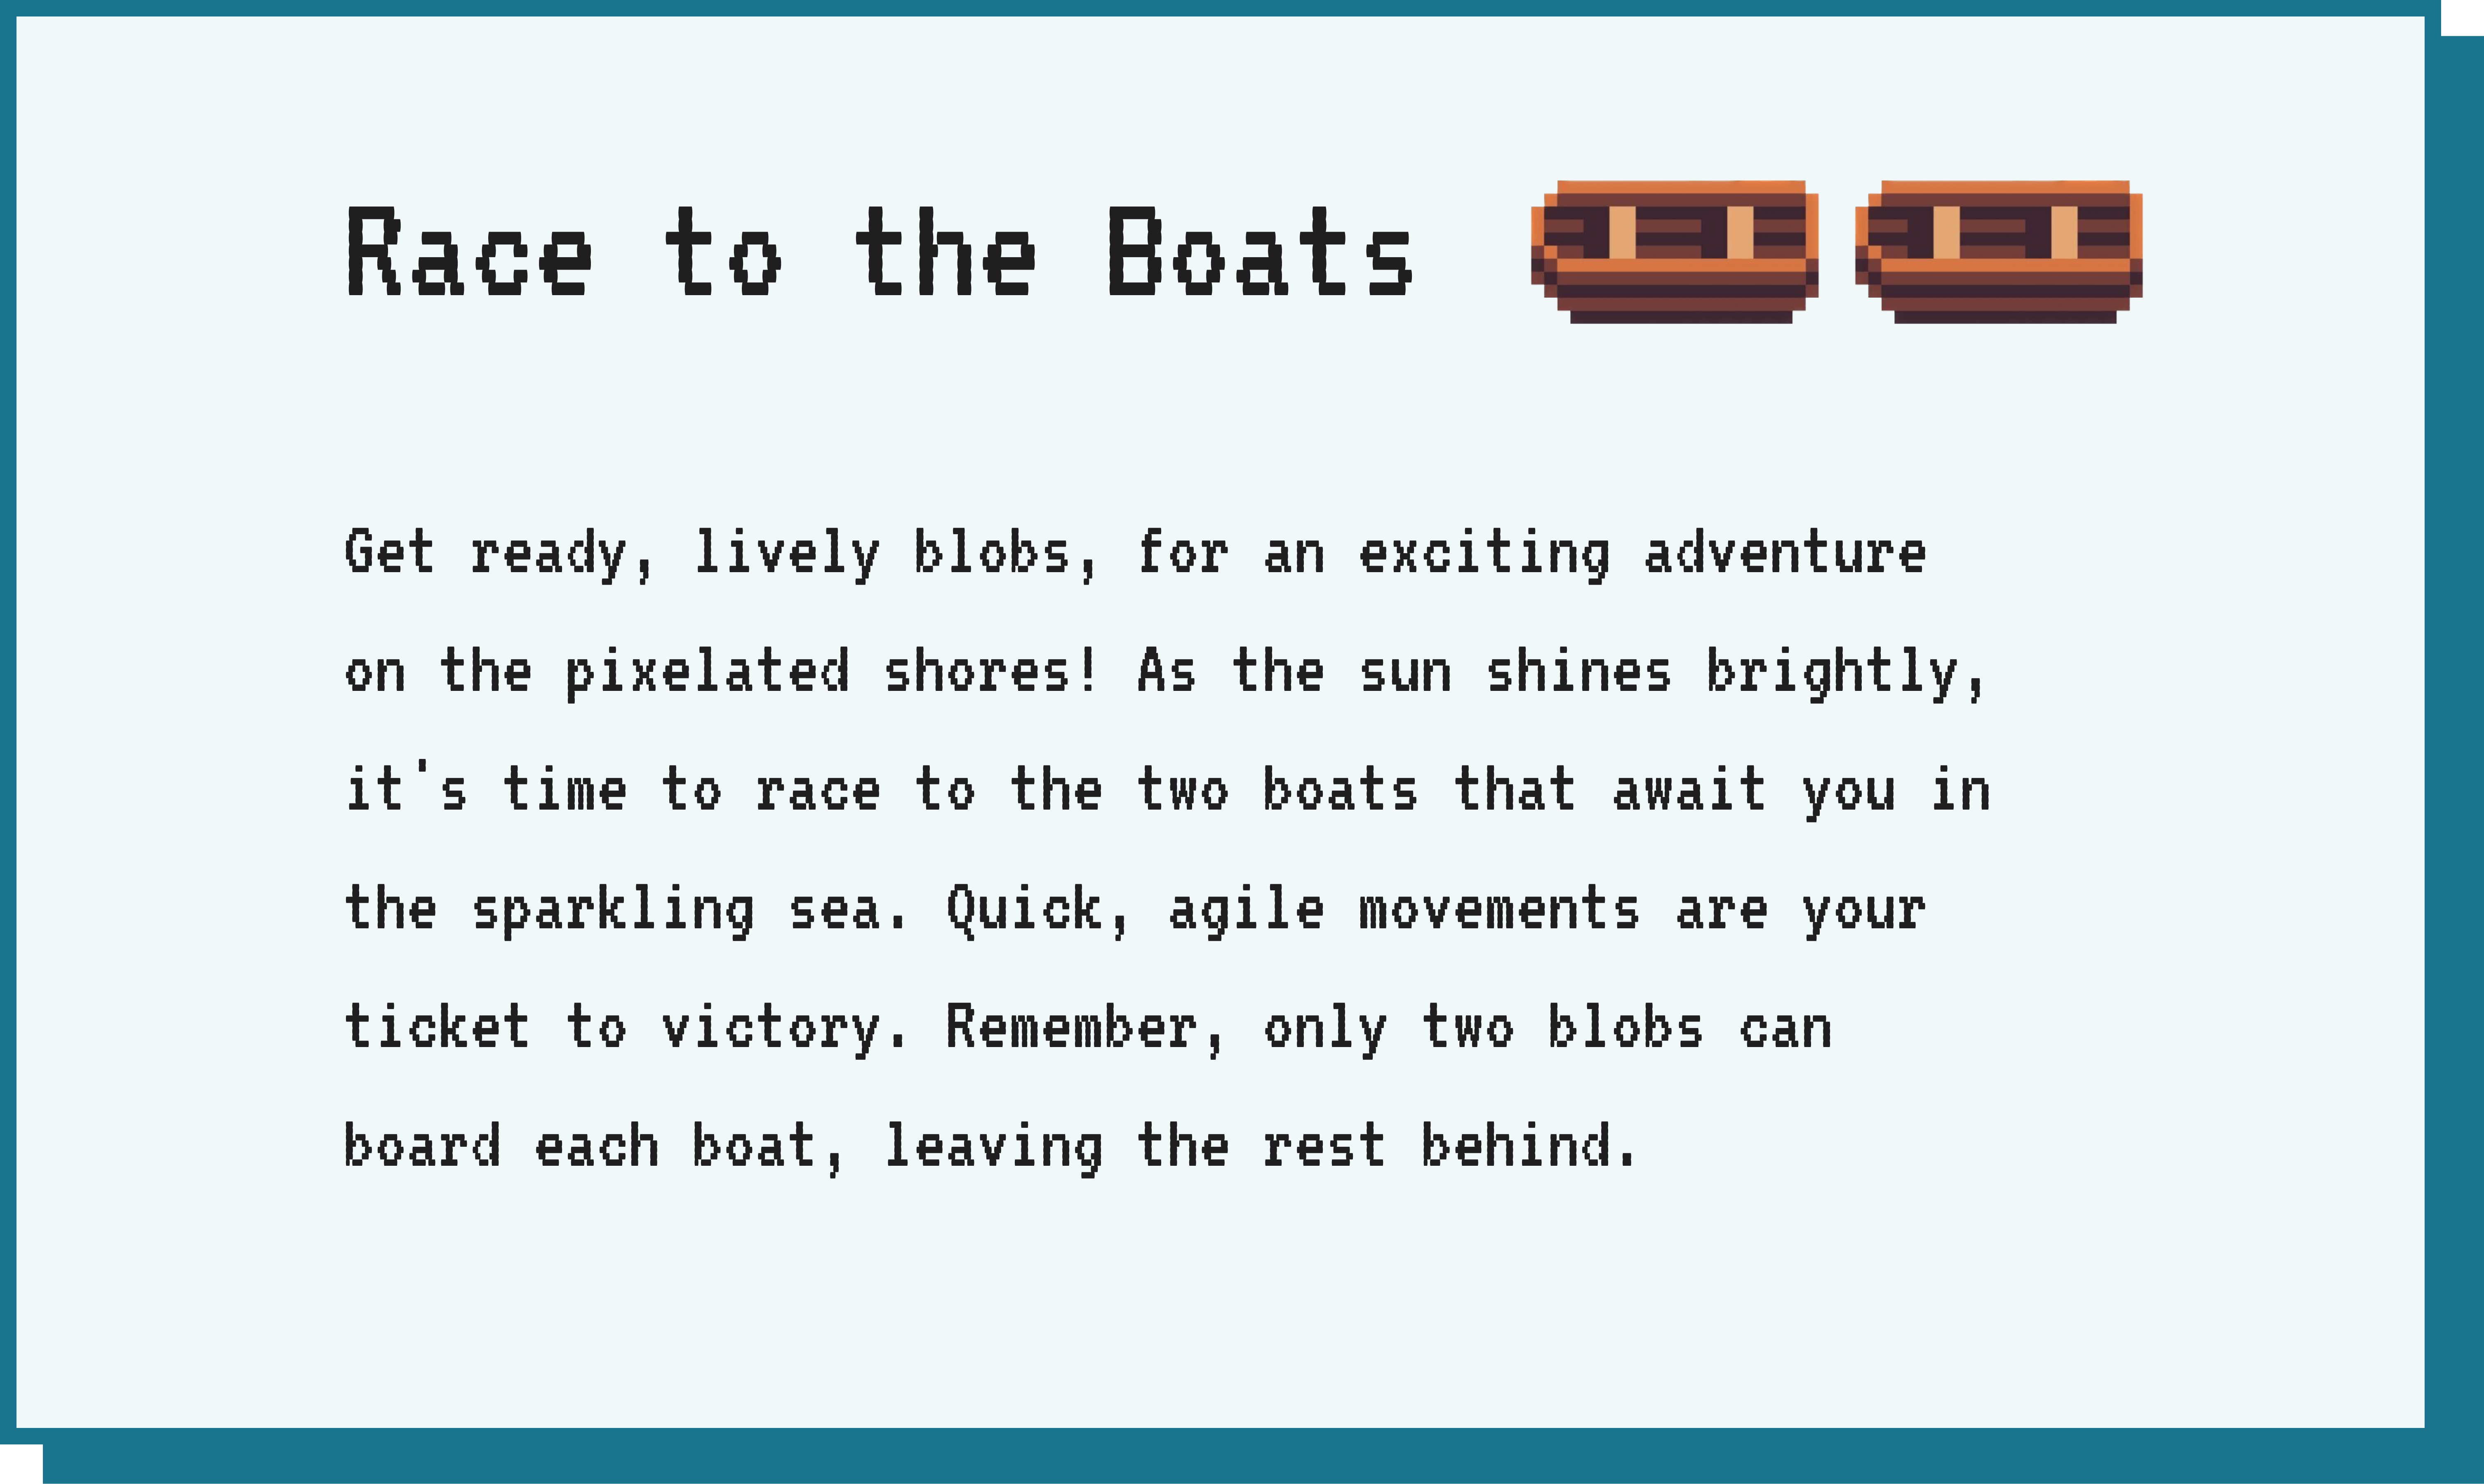 Race to the Boats
Get ready, lively blobs, for an exciting adventure
on the pixelated shores! As the sun shines brightly,
it's time to race to the two boats that await you in
the sparkling sea. Quick, agile movements are your
ticket to victory. Remember, only two blobs can
board each boat, leaving the rest behind.